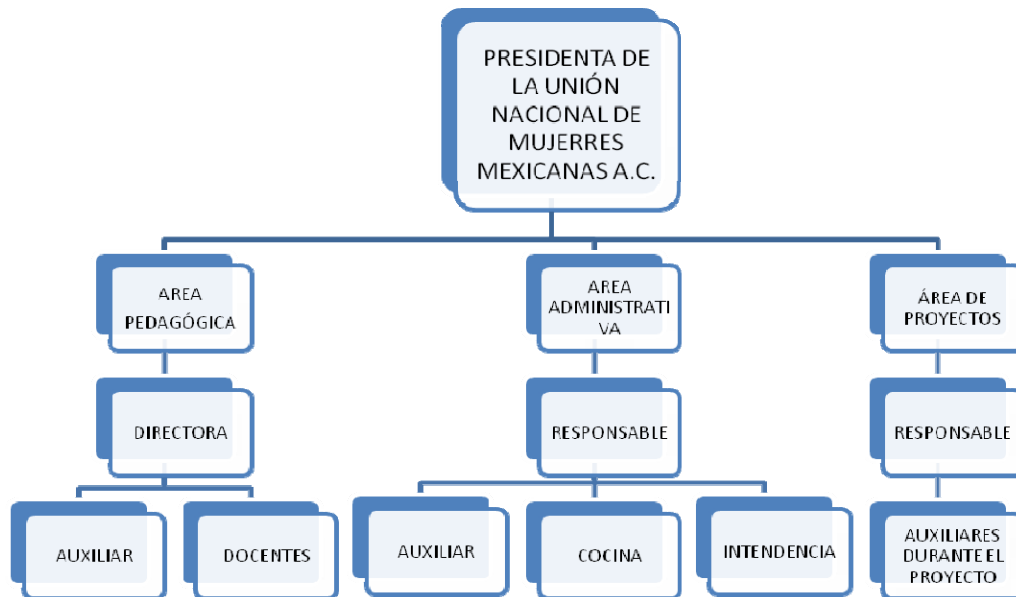 PRESIDENTA DE
LA UNIÓN
NACIONAL DE
MUJERRES
MEXICANAS A.C.
AREA
PEDAGÓGICA
AREA
ADMINISTRATI
VA
ÁREA DE
PROYECTOS
DIRECTORA
RESPONSABLE
RESPONSABLE
AUXILIAR
DOCENTES
AUXILIAR
COCINA
INTENDENCIA
AUXILIARES
DURANTE EL
PROYECTO